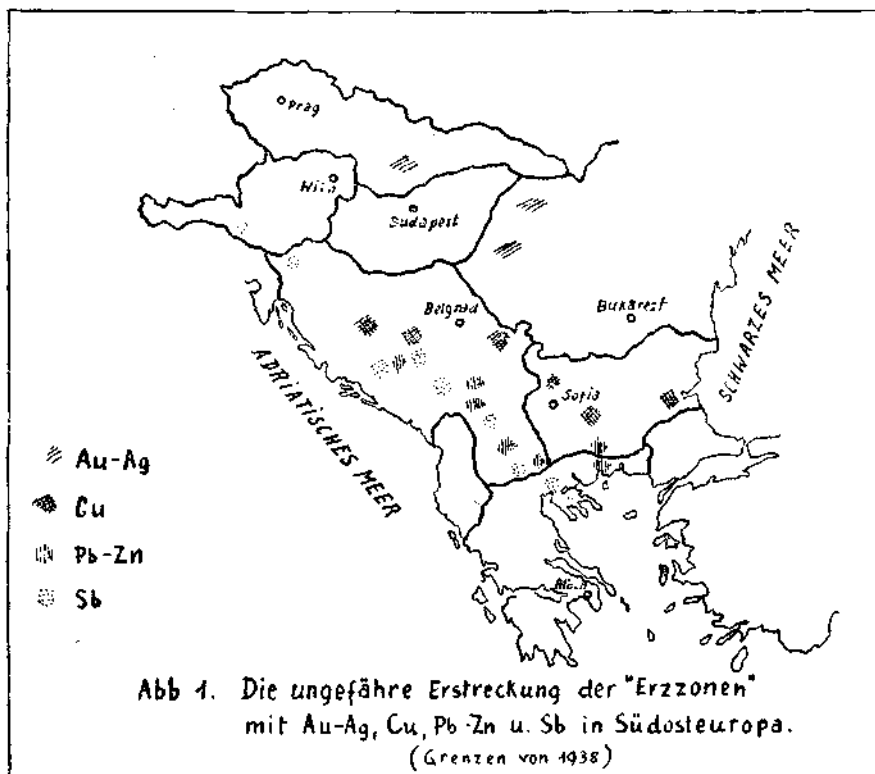 Prag
Wien
Budapest
Belgrad
Bukarest
Sofia
ADRIATISCHES MEER
SCHWARZES MEER
Au-Ag
Cu
Pb-Zn
Sb
Abb 1. Die ungefähre Erstreckung der "Erzzonen"
mit Au-Ag, Cu, Pb-Zn u. Sb in Südosteuropa.
(Grenzen von 1938)